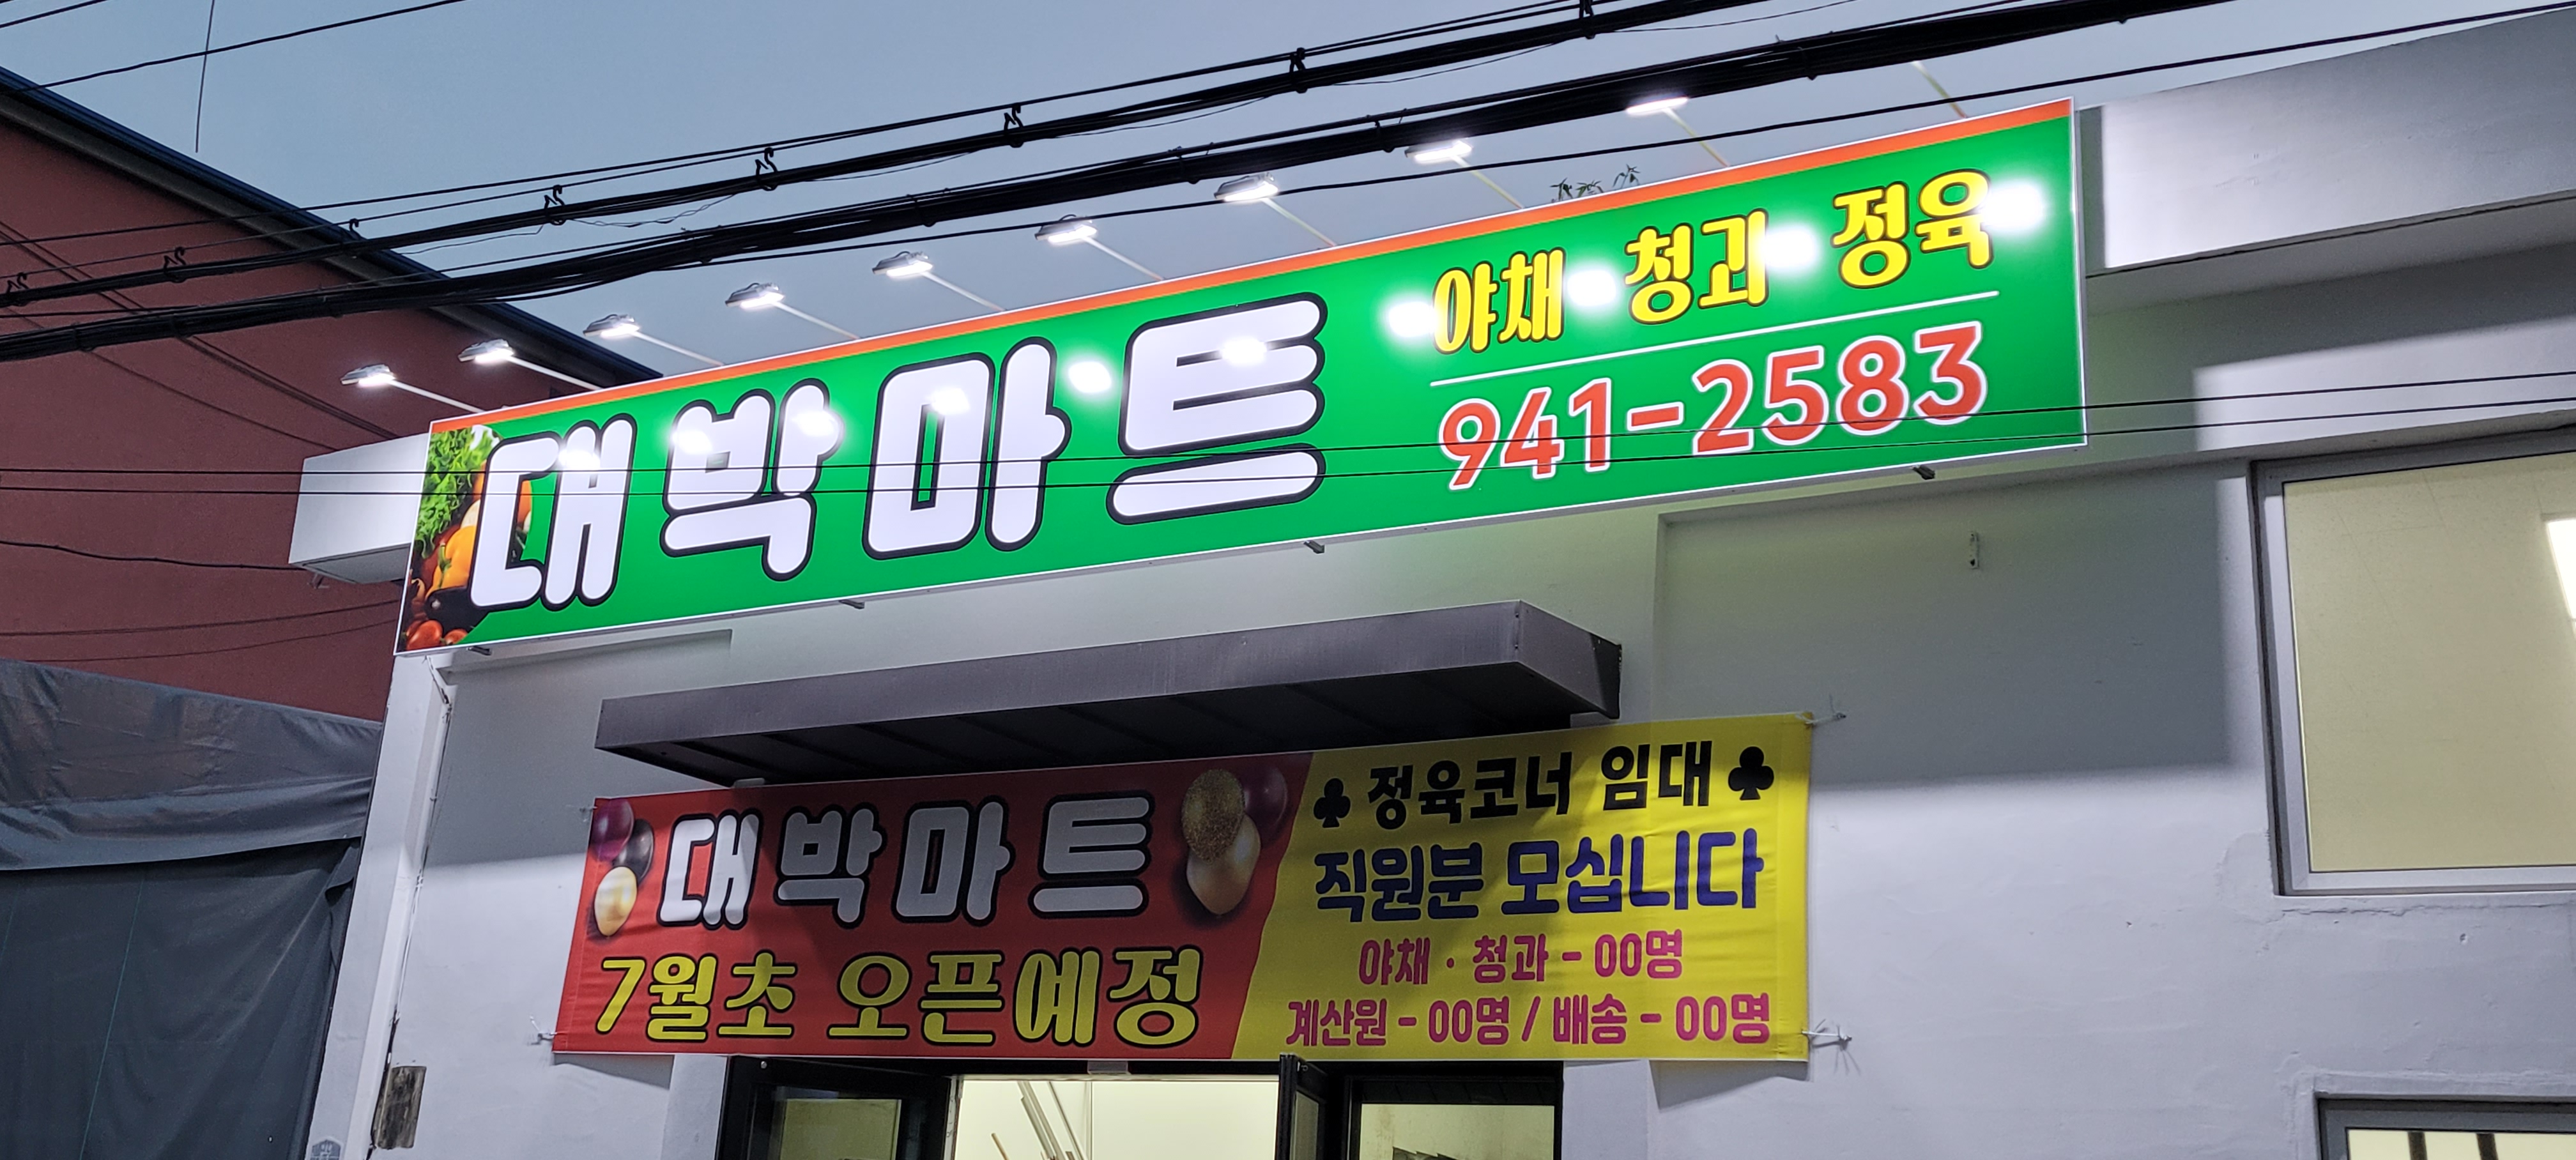 대박마트
야채 청과 정육
941-2583
대박마트
7월초 오픈예정
♣ 정육코너 임대 ♣
직원분 모십니다
야채 · 청과 - 00명
계산원 - 00명 / 배송 - 00명